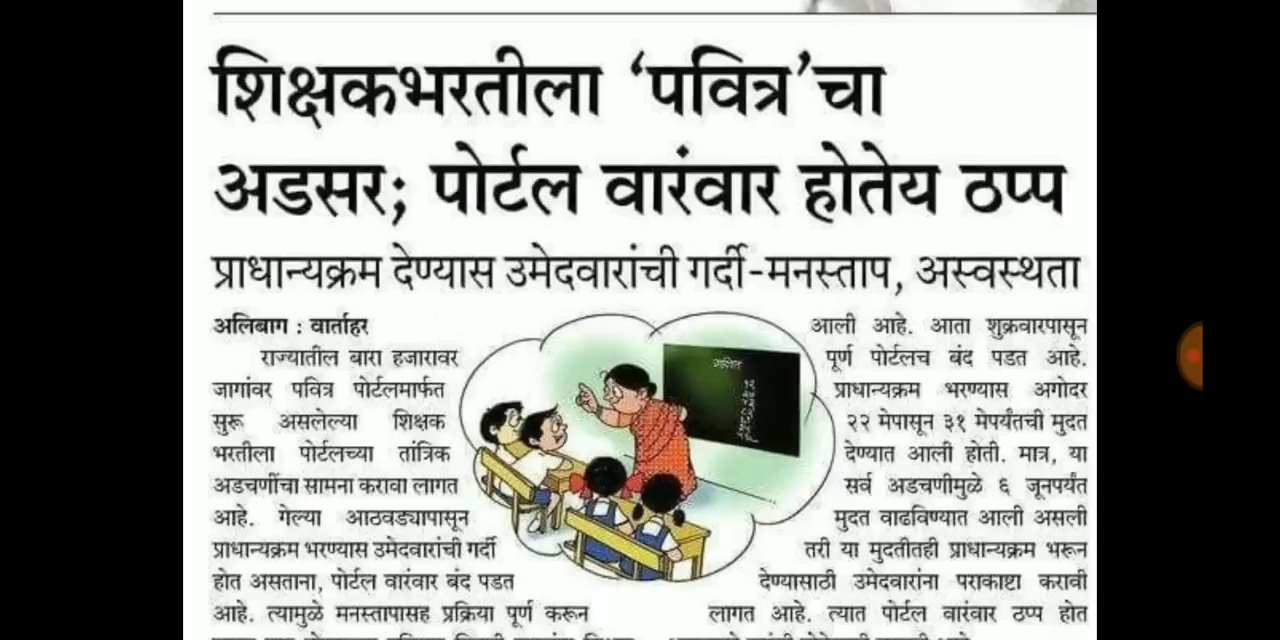 शिक्षकभरतीला ‘पवित्र’चा
अडसर; पोर्टल वारंवार होतेय ठप्प
प्राधान्यक्रम देण्यास उमेदवारांची गर्दी-मनस्ताप, अस्वस्थता
अलिबाग : वार्ताहर
राज्यातील बारा हजारावर
जागांवर पवित्र पोर्टलमार्फत
सुरू असलेल्या शिक्षक
भरतीला पोर्टलच्या तांत्रिक
अडचणींचा सामना करावा लागत
आहे. गेल्या आठवड्यापासून
प्राधान्यक्रम भरण्यास उमेदवारांची गर्दी
होत असताना, पोर्टल वारंवार बंद पडत
आहे. त्यामुळे मनस्तापासह प्रक्रिया पूर्ण करून
गणित
आली आहे. आता शुक्रवारपासून
पूर्ण पोर्टलच बंद पडत आहे.
प्राधान्यक्रम भरण्यास अगोदर
२२ मेपासून ३१ मेपर्यंतची मुदत
देण्यात आली होती. मात्र, या
सर्व अडचणीमुळे ६ जूनपर्यंत
मुदत वाढविण्यात आली असली
तरी या मुदतीतही प्राधान्यक्रम भरून
देण्यासाठी उमेदवारांना पराकाष्टा करावी
लागत आहे. त्यात पोर्टल वारंवार ठप्प होत